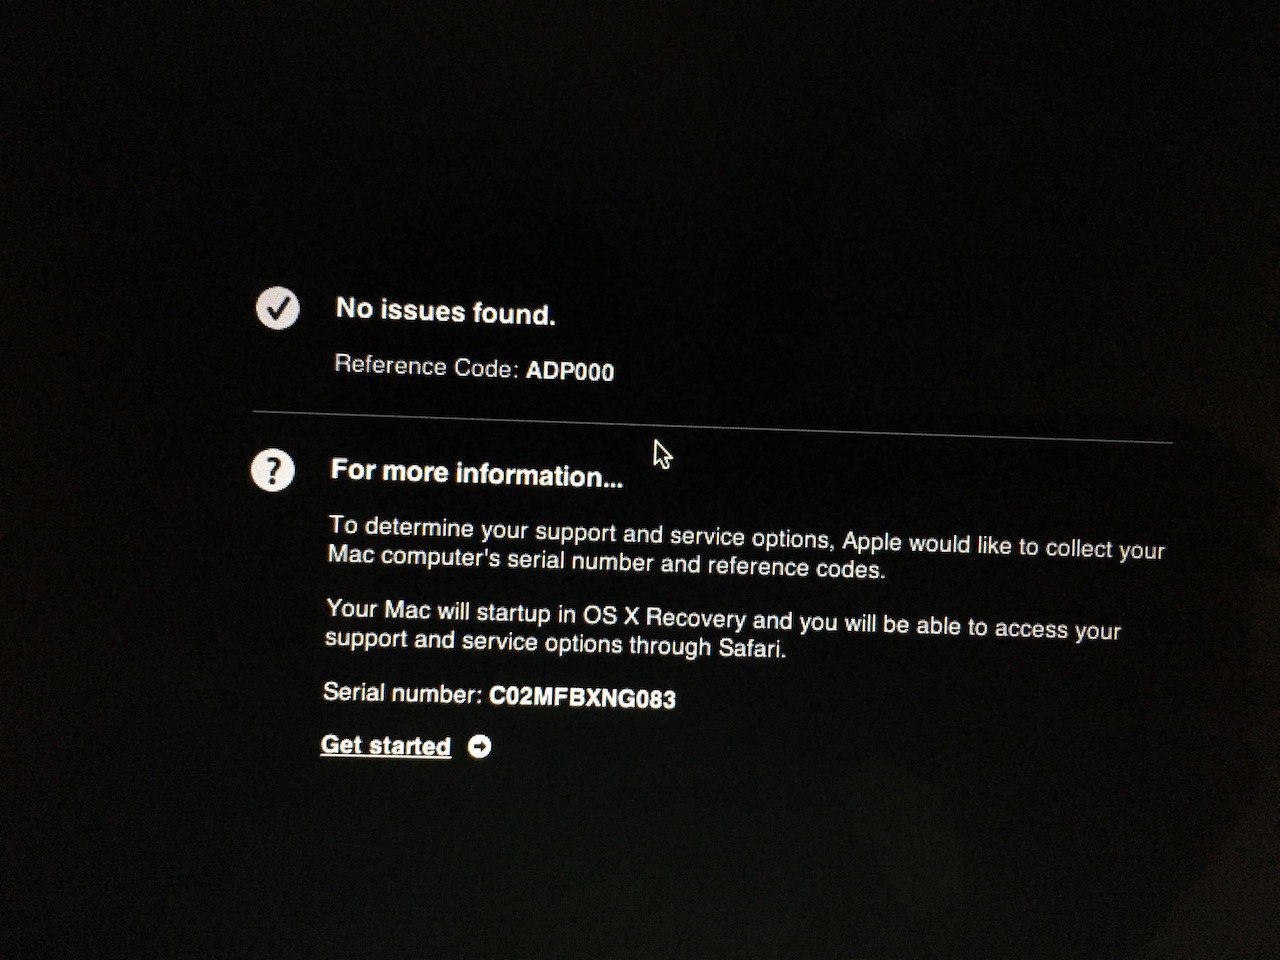 No issues found.
Reference Code: ADP000
For more information...
To determine your support and service options, Apple would like to collect your
Mac computer's serial number and reference codes.
Your Mac will startup in OS X Recovery and you will be able to access your
support and service options through Safari.
Serial number: C02MFBXNG083
Get started